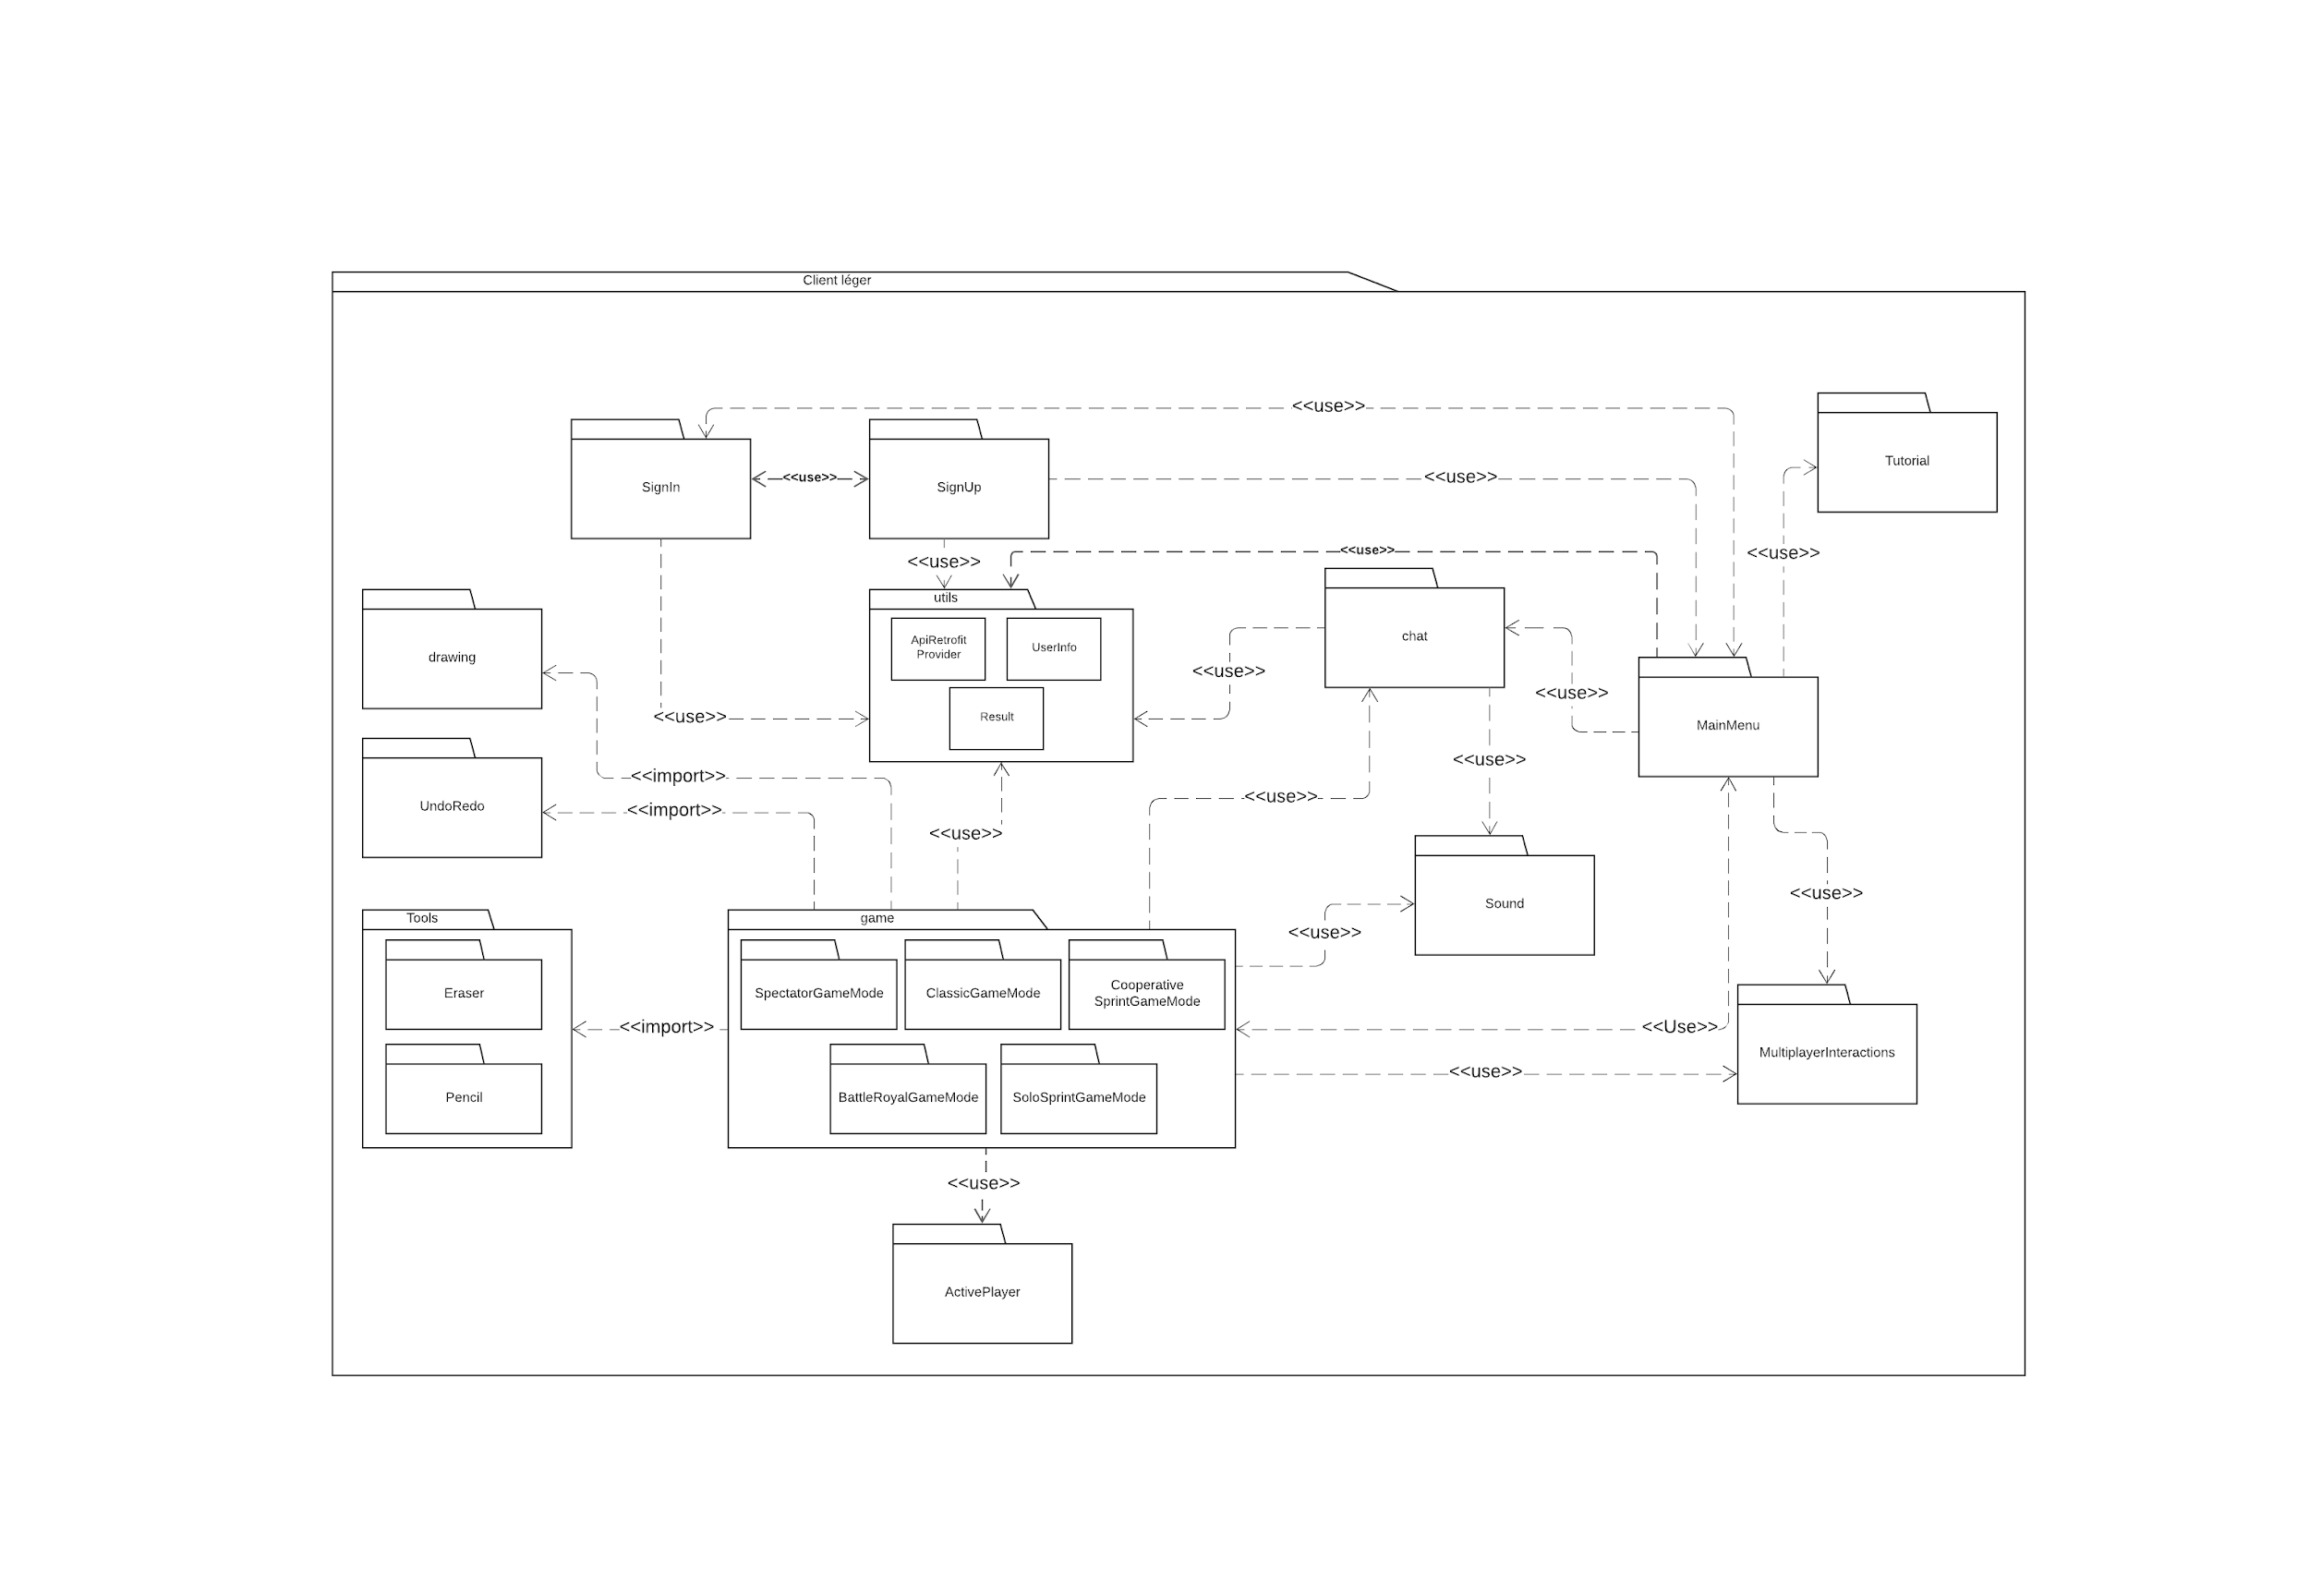 Client léger
<<use>>
Tutorial
SignIn
<<use>>
SignUp
<<use>>
<<use>>
<<use>>
<<use>>
utils
ApiRetrofit
Provider
UserInfo
Result
drawing
chat
<<use>>
<<use>>
<<use>>
MainMenu
<<import>>
UndoRedo
<<import>>
<<use>>
<<use>>
<<use>>
Sound
<<use>>
<<use>>
Tools
Eraser
Pencil
<<import>>
game
SpectatorGameMode
ClassicGameMode
Cooperative
SprintGameMode
BattleRoyalGameMode
SoloSprintGameMode
<<Use>>
<<use>>
MultiplayerInteractions
<<use>>
ActivePlayer